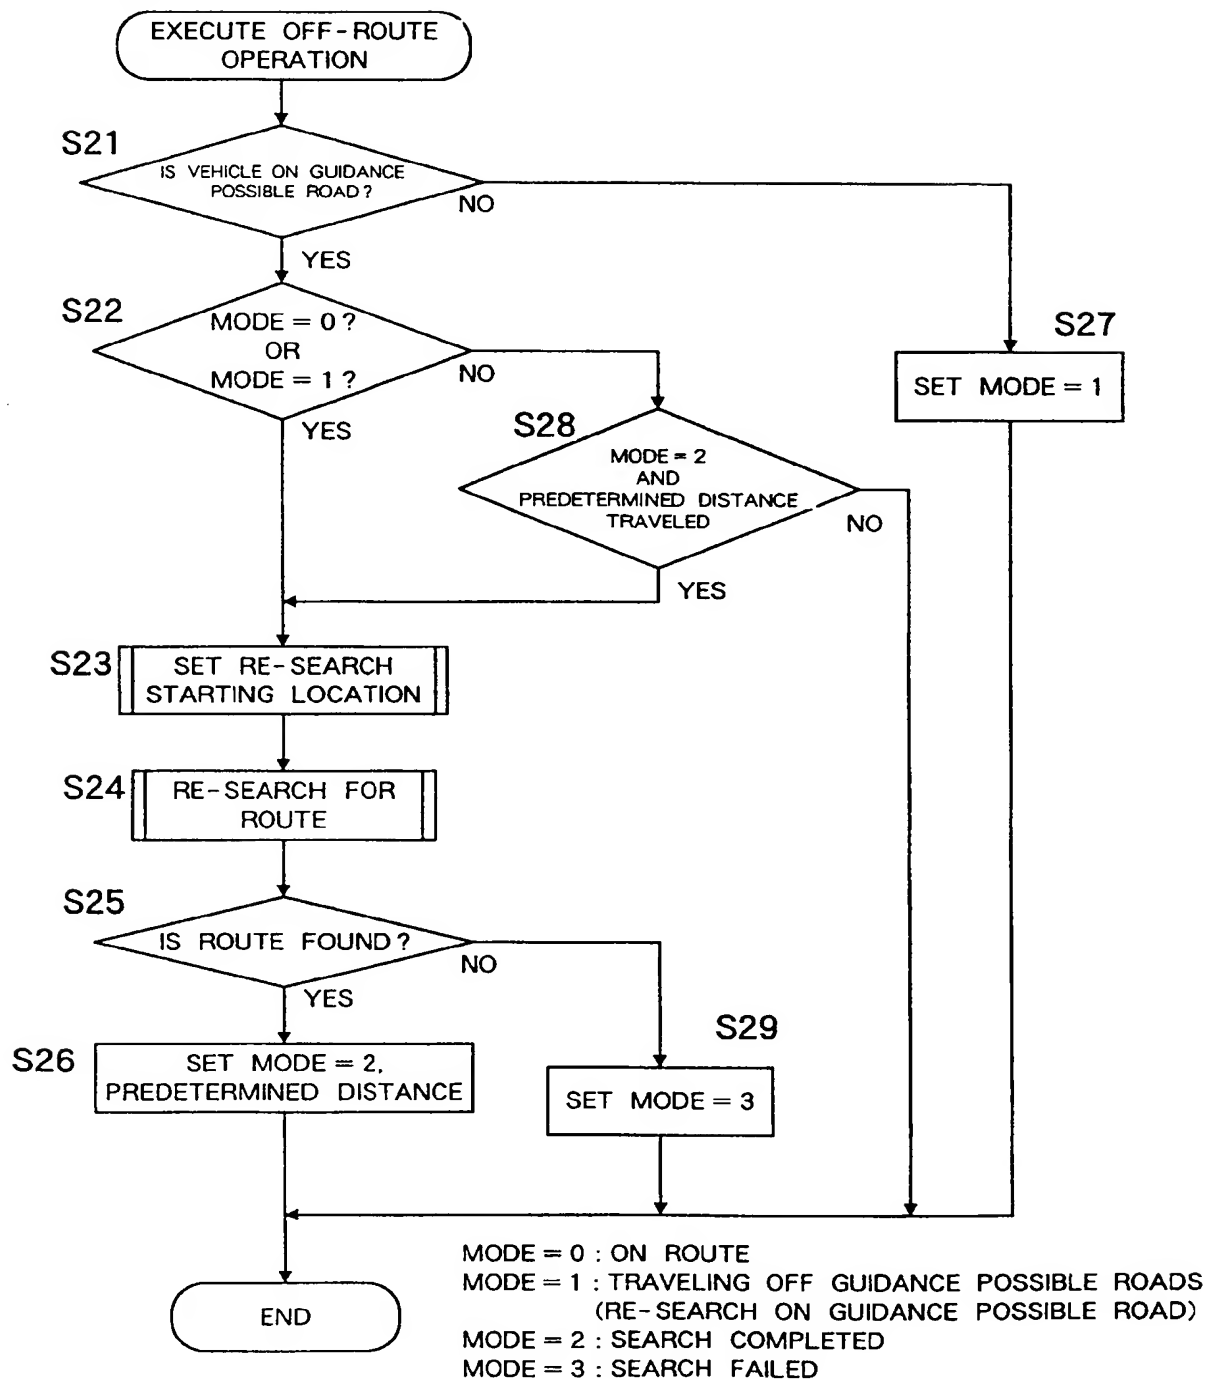 EXECUTE OFF-ROUTE
OPERATION
S21
IS VEHICLE ON GUIDANCE
POSSIBLE ROAD?
NO
YES
S22
MODE = 0?
OR
MODE = 1?
NO
YES
S27
SET MODE = 1
S28
MODE = 2
AND
PREDETERMINED DISTANCE
TRAVELED
NO
YES
S23
SET RE-SEARCH
STARTING LOCATION
S24
RE-SEARCH FOR
ROUTE
S25
IS ROUTE FOUND?
NO
YES
S26
SET MODE = 2,
PREDETERMINED DISTANCE
S29
SET MODE = 3
END
MODE = 0 : ON ROUTE
MODE = 1 : TRAVELING OFF GUIDANCE POSSIBLE ROADS
(RE-SEARCH ON GUIDANCE POSSIBLE ROAD)
MODE = 2 : SEARCH COMPLETED
MODE = 3 : SEARCH FAILED